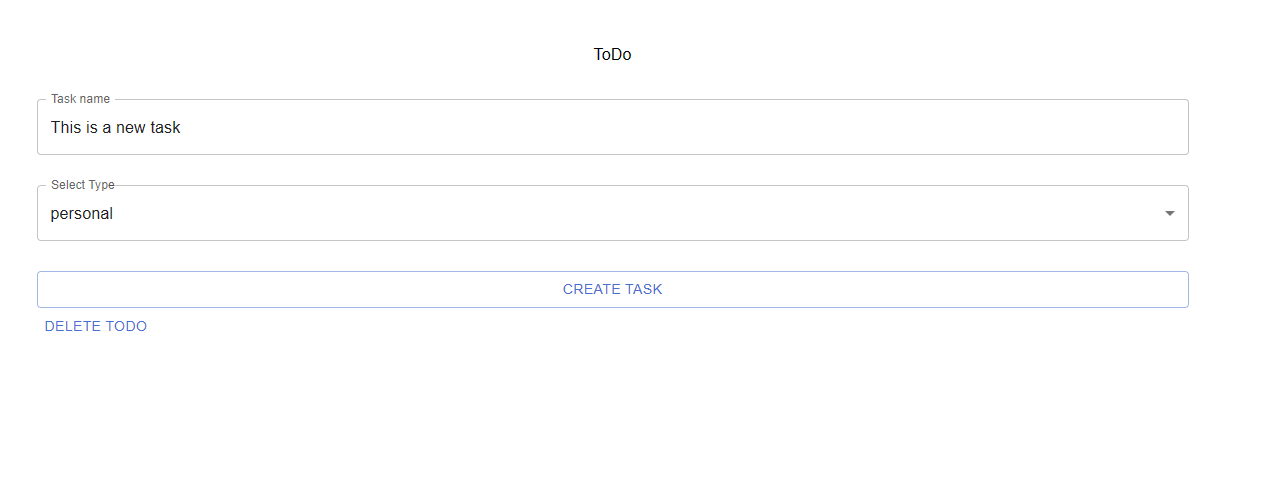 ToDo
Task name
This is a new task
Select Type
personal
CREATE TASK
DELETE TODO